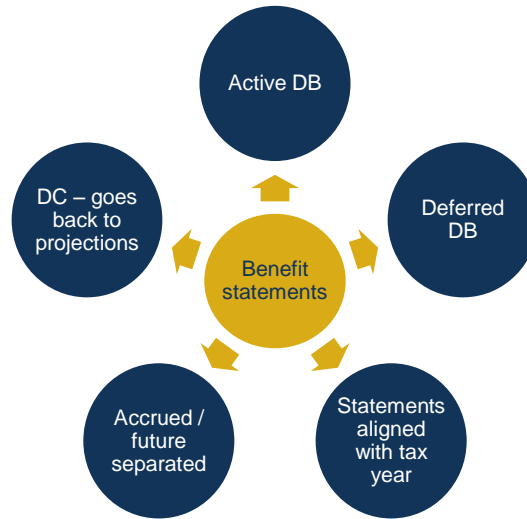 Active DB
DC – goes
back to
projections
Deferred
DB
Benefit
statements
Accrued /
future
separated
Statements
aligned
with tax
year